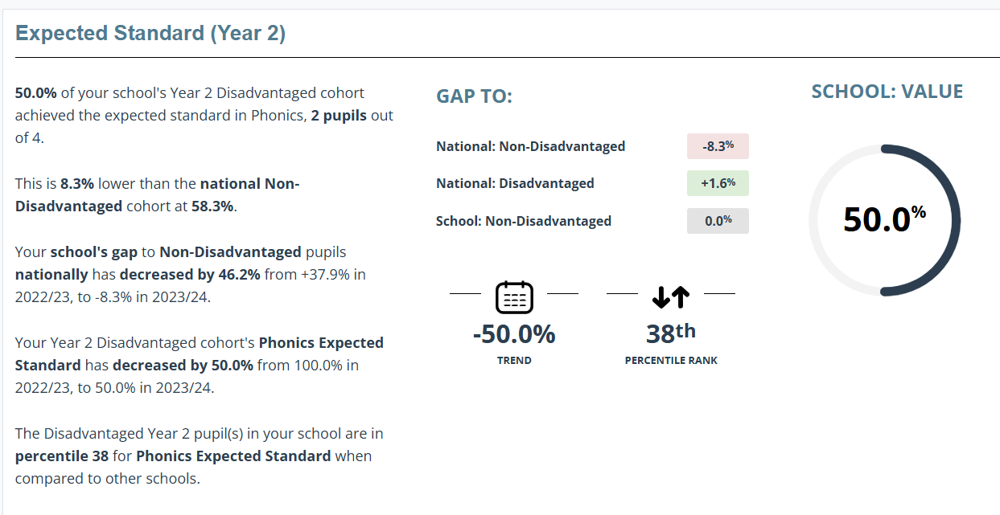 Expected Standard (Year 2)
50.0% of your school's Year 2 Disadvantaged cohort
achieved the expected standard in Phonics, 2 pupils out
of 4.
This is 8.3% lower than the national Non-
Disadvantaged cohort at 58.3%.
Your school's gap to Non-Disadvantaged pupils
nationally has decreased by 46.2% from +37.9% in
2022/23, to -8.3% in 2023/24.
Your Year 2 Disadvantaged cohort's Phonics Expected
Standard has decreased by 50.0% from 100.0% in
2022/23, to 50.0% in 2023/24.
The Disadvantaged Year 2 pupil(s) in your school are in
percentile 38 for Phonics Expected Standard when
compared to other schools.
GAP TO:
National: Non-Disadvantaged -8.3%
National: Disadvantaged +1.6%
School: Non-Disadvantaged 0.0%
-50.0%
TREND
38th
PERCENTILE RANK
SCHOOL: VALUE
50.0%